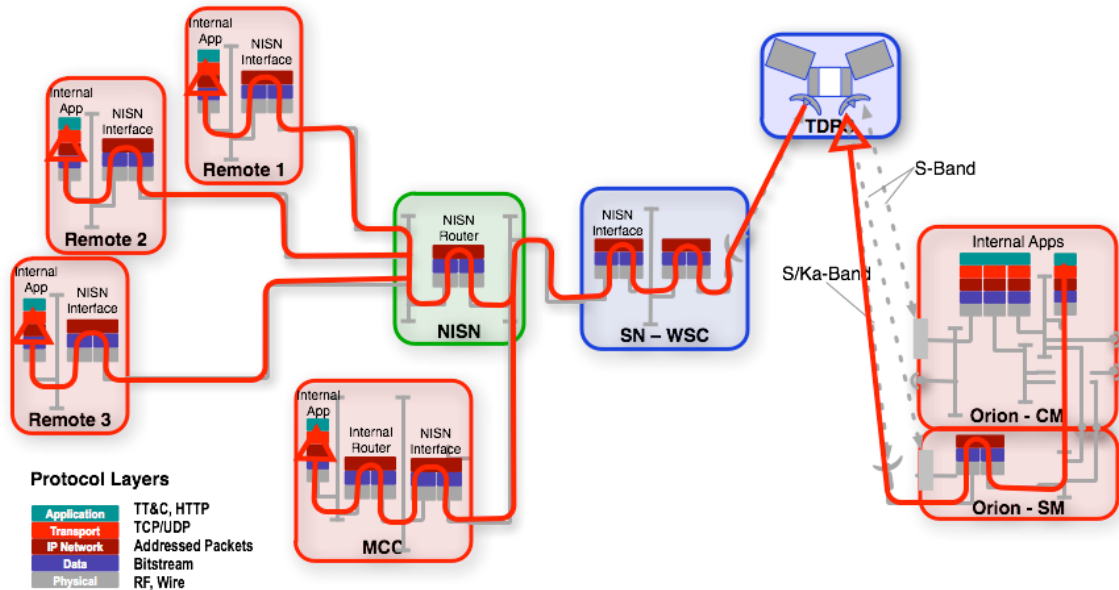 Internal
App
NISN
Interface
Remote 1
Internal
App
NISN
Interface
Remote 2
Internal
App
NISN
Interface
Remote 3
NISN
Router
NISN
NISN
Interface
SN – WSC
TDRS
S-Band
S/Ka-Band
Internal Apps
Orion - CM
Orion - SM
Internal
App
Internal
Router
NISN
Interface
MCC
Protocol Layers
Application TT&C, HTTP
Transport TCP/UDP
IP Network Addressed Packets
Data Bitstream
Physical RF, Wire